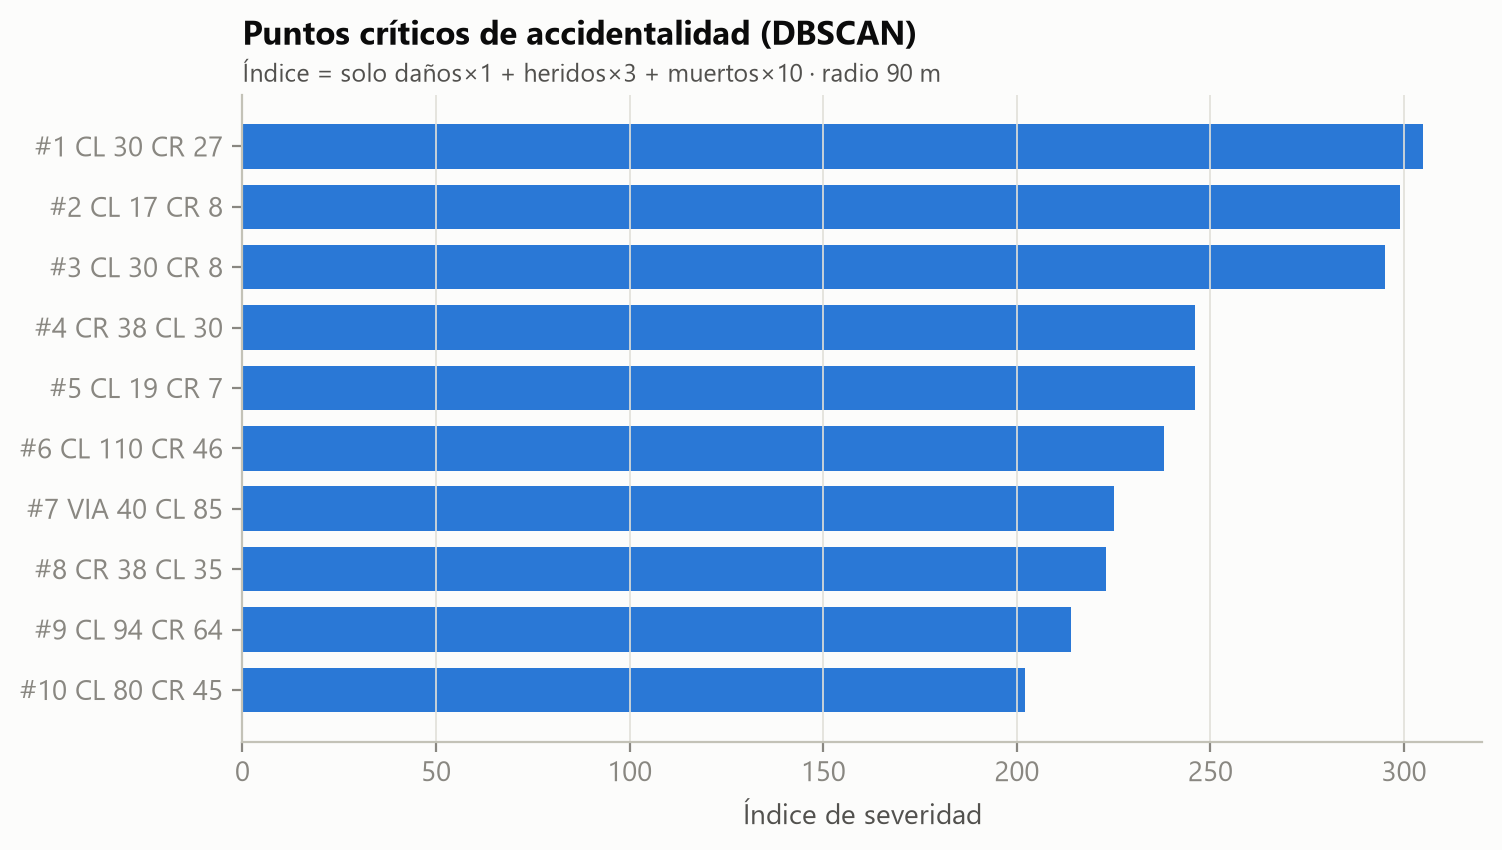 Puntos críticos de accidentalidad (DBSCAN)
Índice = solo daños×1 + heridos×3 + muertos×10 · radio 90 m
#1 CL 30 CR 27
#2 CL 17 CR 8
#3 CL 30 CR 8
#4 CR 38 CL 30
#5 CL 19 CR 7
#6 CL 110 CR 46
#7 VIA 40 CL 85
#8 CR 38 CL 35
#9 CL 94 CR 64
#10 CL 80 CR 45
0 50 100 150 200 250 300
Índice de severidad